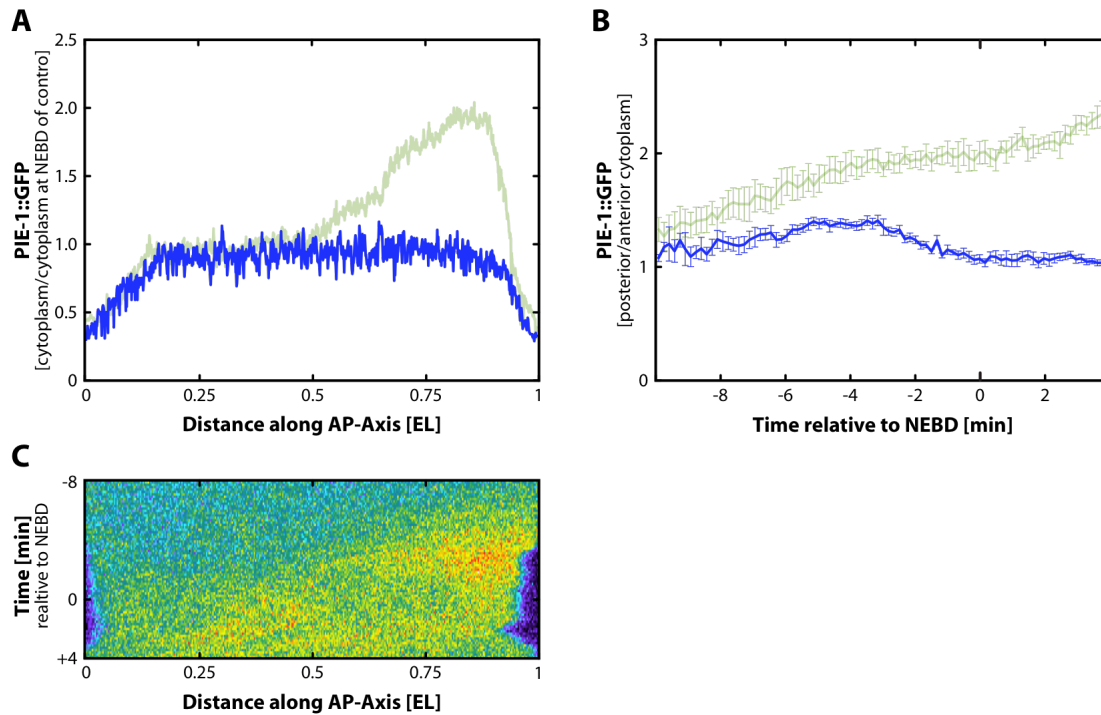 A
2.5
2.0
1.5
1.0
0.5
0
PIE-1::GFP
[cytoplasm/cytoplasm at NEBD of contro]
0
0.25
0.5
0.75
1
Distance along AP-Axis [EL]
B
3
2
1
0
PIE-1::GFP
[posterior/anterior cytoplasm]
-8
-6
-4
-2
0
2
Time relative to NEBD [min]
C
-8
0
+4
Time [min]
realtive to NEBD
0
0.25
0.5
0.75
1
Distance along AP-Axis [EL]